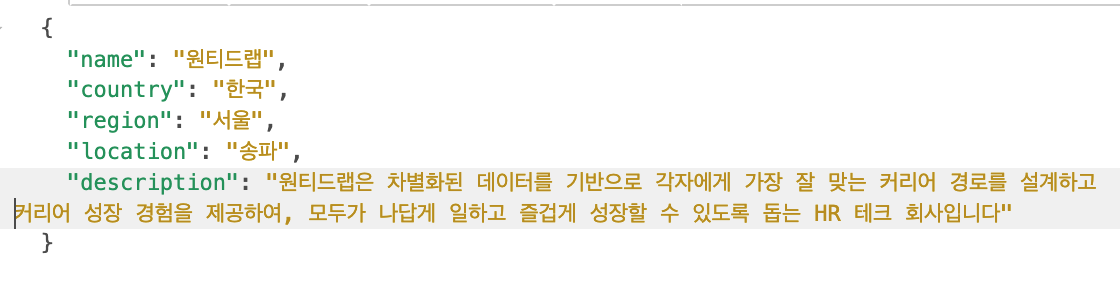 {
"name": "원티드랩",
"country": "한국",
"region": "서울",
"location": "송파",
"description": "원티드랩은 차별화된 데이터를 기반으로 각자에게 가장 잘 맞는 커리어 경로를 설계하고
커리어 성장 경험을 제공하여, 모두가 나답게 일하고 즐겁게 성장할 수 있도록 돕는 HR 테크 회사입니다"
}